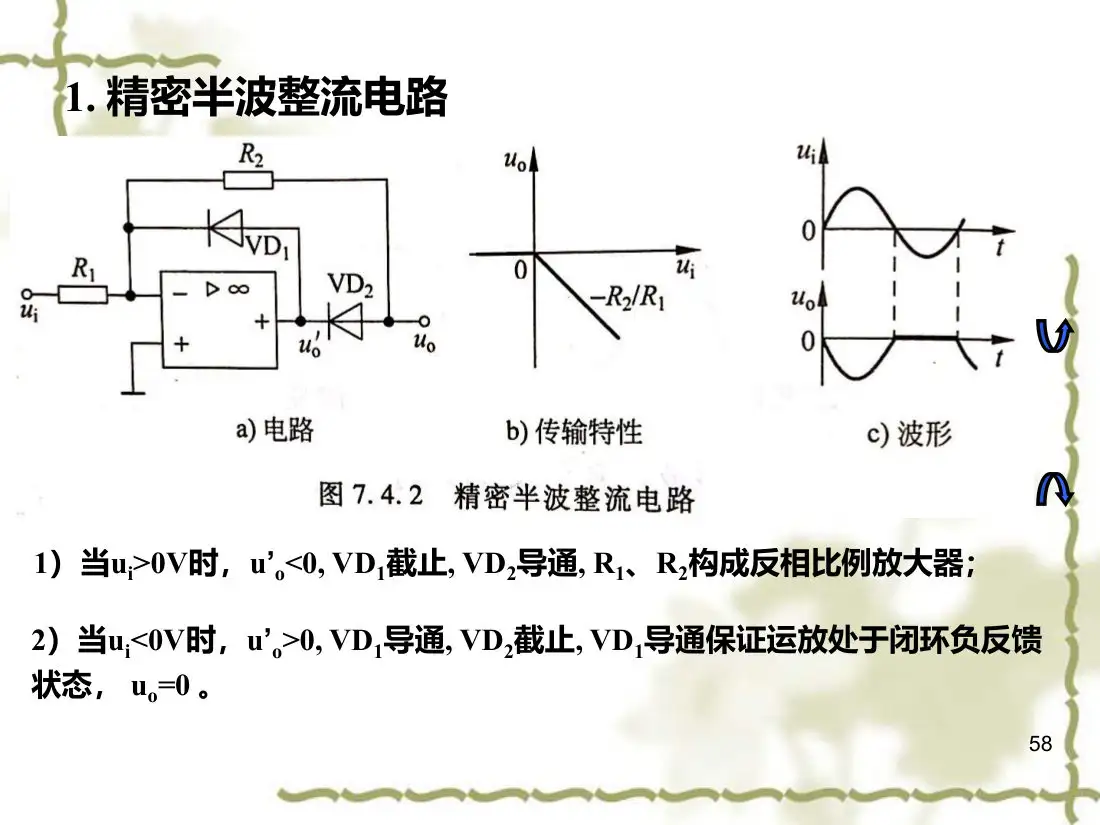 1. 精密半波整流电路
R₂
VD₁
R₁
VD₂
uᵢ
− ▷ ∞
+
+
uₒ′
uₒ
a) 电路
uₒ
0
uᵢ
−R₂/R₁
b) 传输特性
uᵢ
0
t
uₒ
0
t
c) 波形
图 7.4.2 精密半波整流电路
1）当uᵢ>0V时，u’ₒ<0, VD₁截止, VD₂导通, R₁、R₂构成反相比例放大器；
2）当uᵢ<0V时，u’ₒ>0, VD₁导通, VD₂截止, VD₁导通保证运放处于闭环负反馈
状态， uₒ=0 。
58